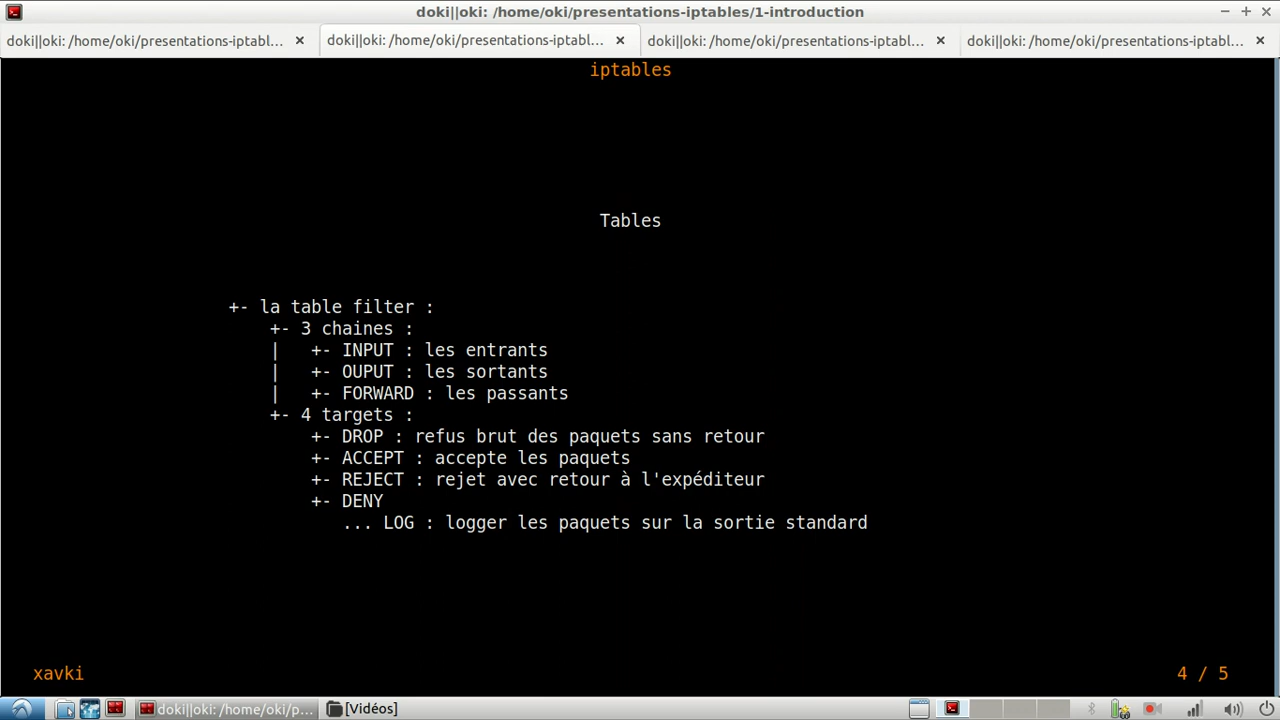 doki||oki: /home/oki/presentations-iptables/1-introduction
doki||oki: /home/oki/presentations-iptabl... doki||oki: /home/oki/presentations-iptabl... doki||oki: /home/oki/presentations-iptabl... doki||oki: /home/oki/presentations-iptabl...
iptables
Tables
+- la table filter :
+- 3 chaines :
| +- INPUT : les entrants
| +- OUPUT : les sortants
| +- FORWARD : les passants
+- 4 targets :
+- DROP : refus brut des paquets sans retour
+- ACCEPT : accepte les paquets
+- REJECT : rejet avec retour à l'expéditeur
+- DENY
... LOG : logger les paquets sur la sortie standard
xavki 4 / 5
doki||oki: /home/oki/p... [Vidéos]